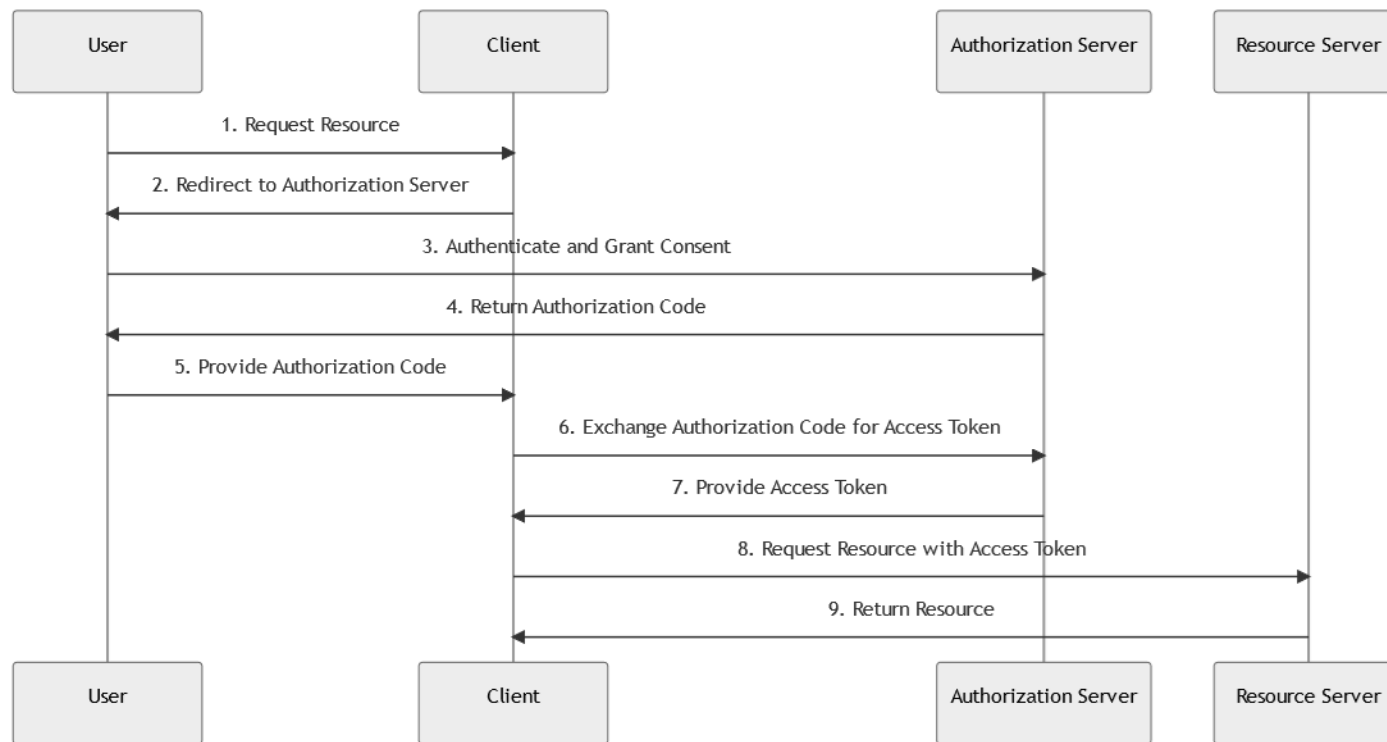 User
Client
Authorization Server
Resource Server
1. Request Resource
2. Redirect to Authorization Server
3. Authenticate and Grant Consent
4. Return Authorization Code
5. Provide Authorization Code
6. Exchange Authorization Code for Access Token
7. Provide Access Token
8. Request Resource with Access Token
9. Return Resource
User
Client
Authorization Server
Resource Server